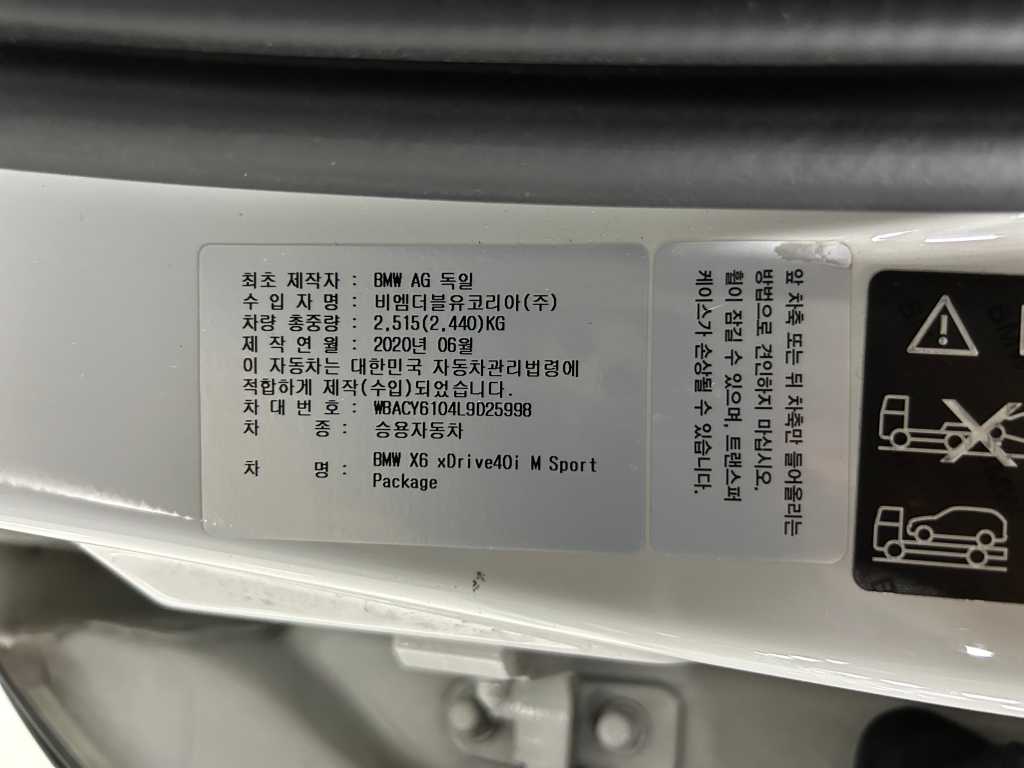 최초 제작자 : BMW AG 독일
수 입 자 명 : 비엠더블유코리아(주)
차량 총중량 : 2,515(2,440)KG
제 작 연 월 : 2020년 06월
이 자동차는 대한민국 자동차관리법령에
적합하게 제작(수입)되었습니다.
차 대 번 호 : WBACY6104L9D25998
차 종 : 승용자동차
차 명 : BMW X6 xDrive40i M Sport
Package
앞 차축 또는 뒤 차축만 들어올리는
방법으로 견인하지 마십시오.
휠이 잠길 수 있으며, 트랜스퍼
케이스가 손상될 수 있습니다.